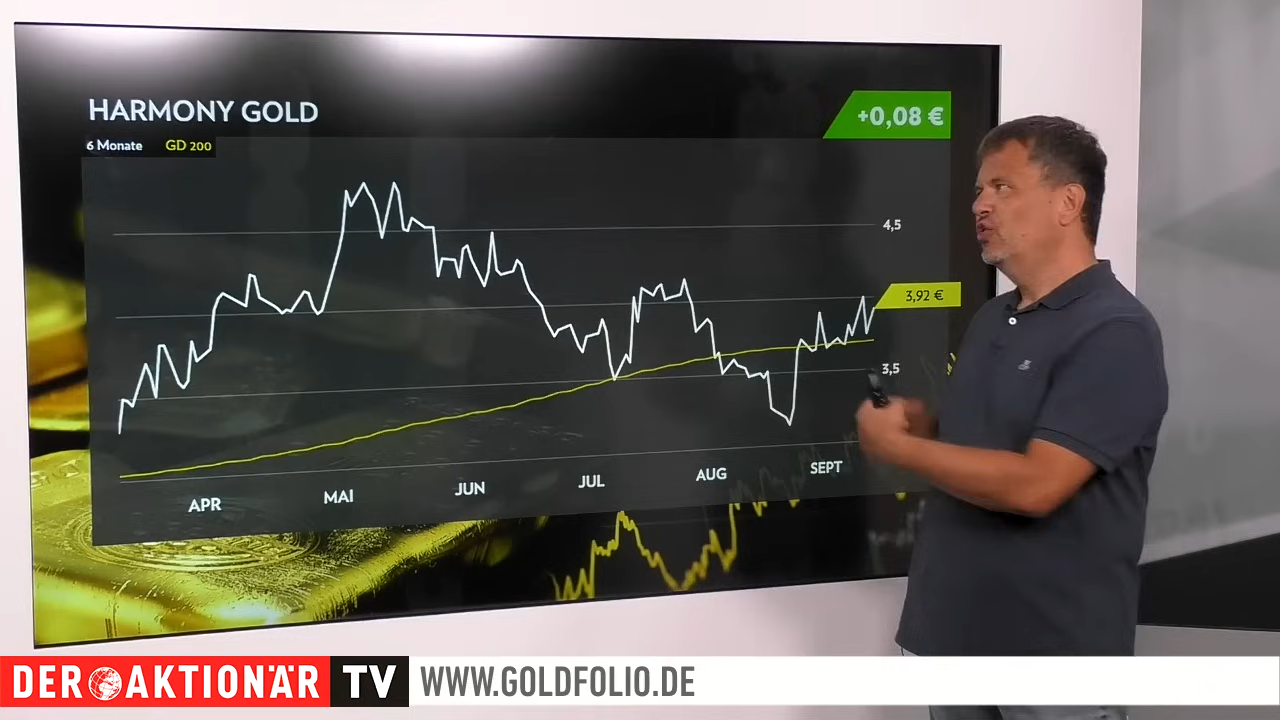 HARMONY GOLD
+0,08 €
6 Monate GD 200
4,5
3,92 €
3,5
APR MAI JUN JUL AUG SEPT
DER AKTIONÄR TV WWW.GOLDFOLIO.DE